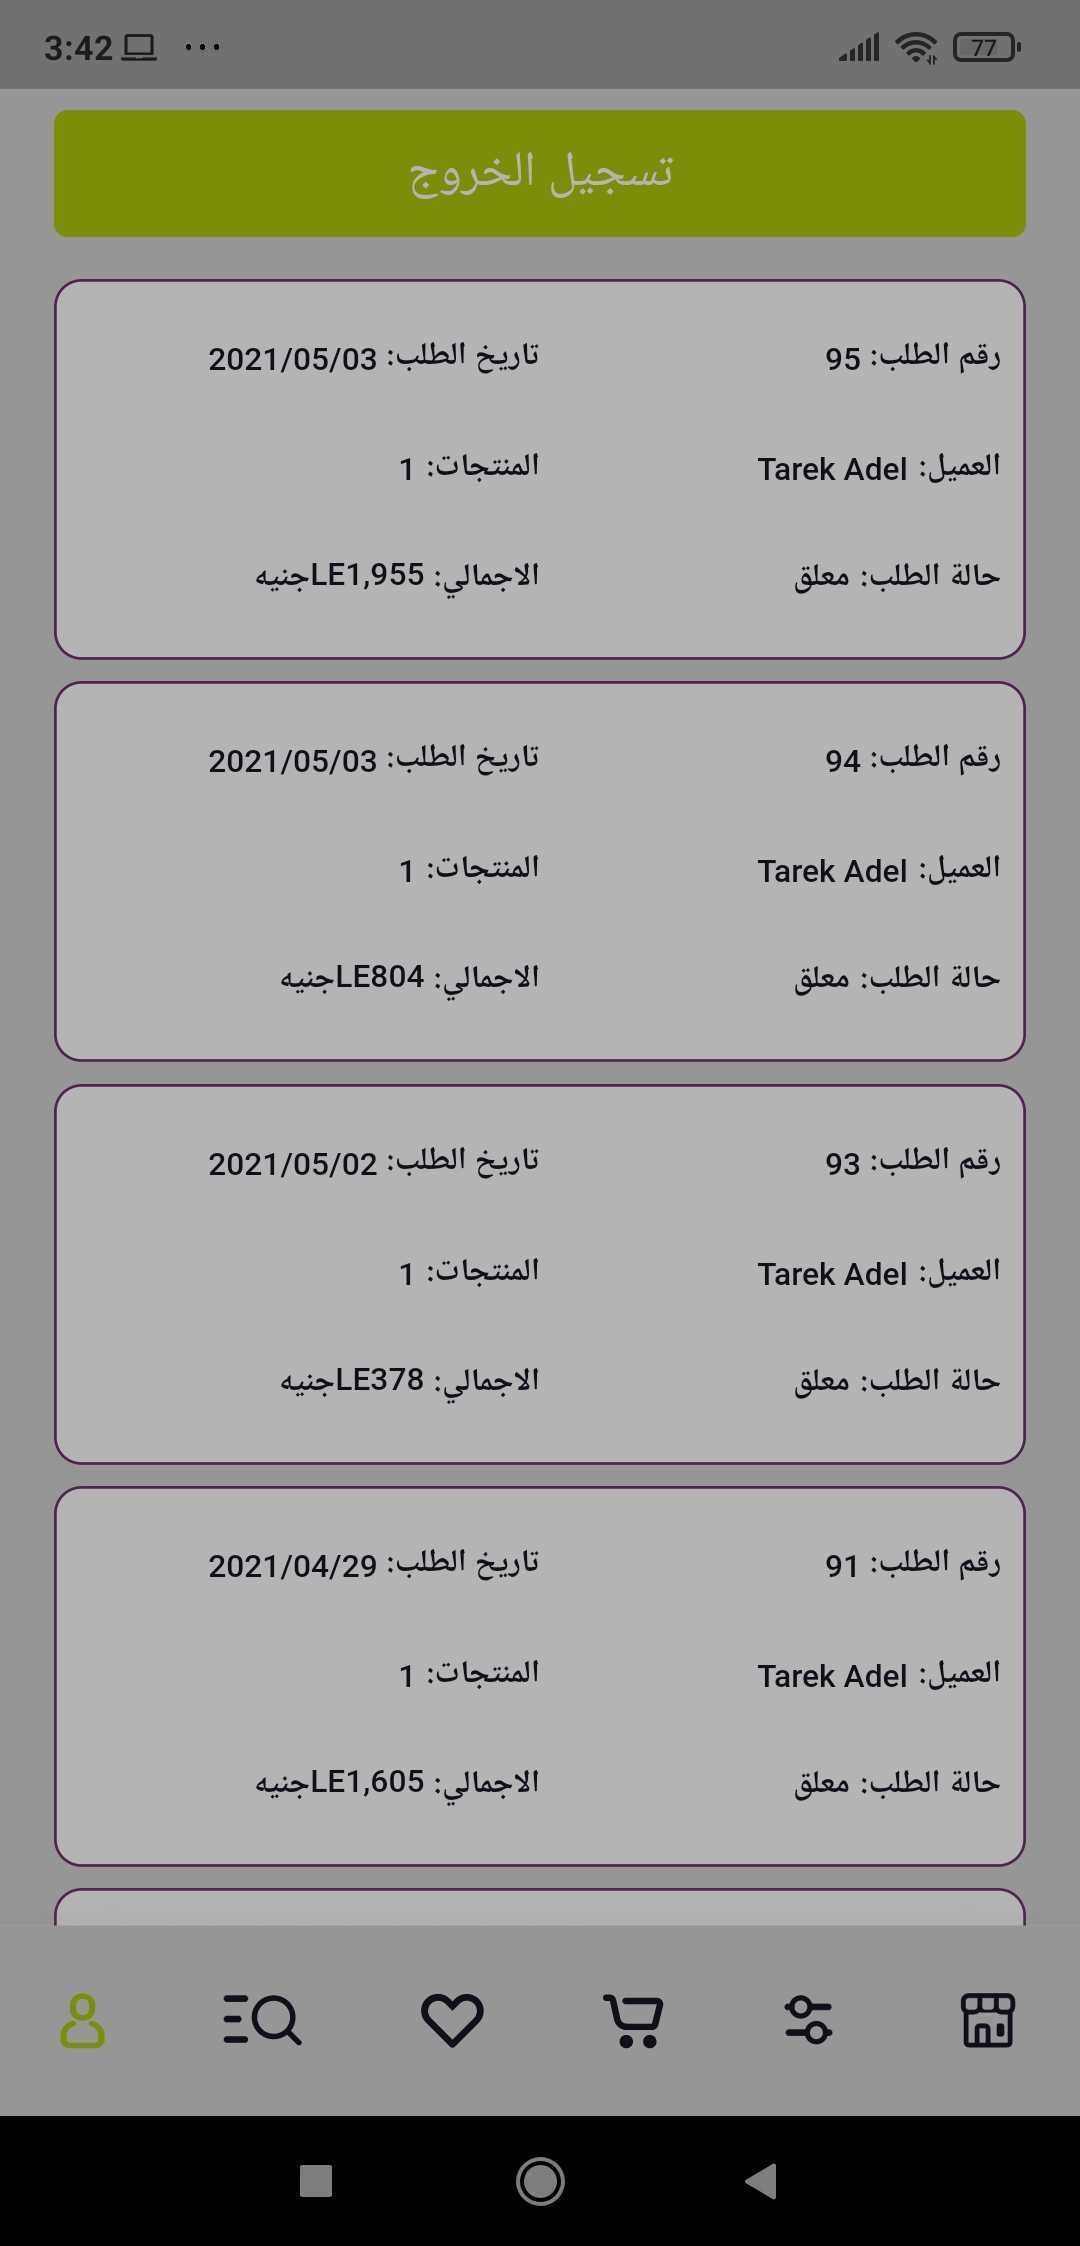 3:42
77
تسجيل الخروج
رقم الطلب: 95
تاريخ الطلب: 2021/05/03
العميل: Tarek Adel
المنتجات: 1
حالة الطلب: معلق
الاجمالي: LE1,955جنيه
رقم الطلب: 94
تاريخ الطلب: 2021/05/03
العميل: Tarek Adel
المنتجات: 1
حالة الطلب: معلق
الاجمالي: LE804جنيه
رقم الطلب: 93
تاريخ الطلب: 2021/05/02
العميل: Tarek Adel
المنتجات: 1
حالة الطلب: معلق
الاجمالي: LE378جنيه
رقم الطلب: 91
تاريخ الطلب: 2021/04/29
العميل: Tarek Adel
المنتجات: 1
حالة الطلب: معلق
الاجمالي: LE1,605جنيه